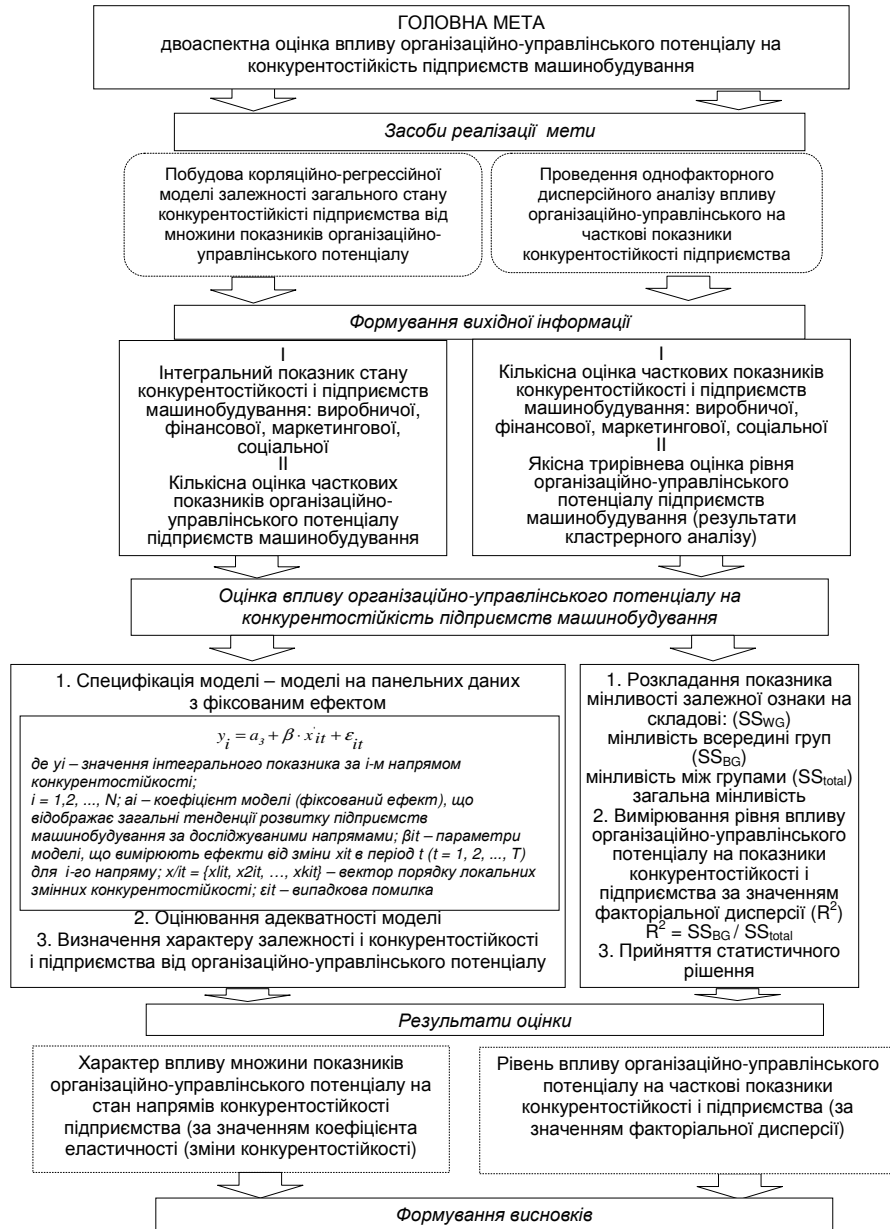 ГОЛОВНА МЕТА
двоаспектна оцінка впливу організаційно-управлінського потенціалу на
конкурентостійкість підприємств машинобудування
Засоби реалізації мети
Побудова корляційно-регрессійної
моделі залежності загального стану
конкурентостійкісті підприємства від
множини показників організаційно-
управлінського потенціалу
Проведення однофакторного
дисперсійного аналізу впливу
організаційно-управлінського на
часткові показники
конкурентостійкості підприємства
Формування вихідної інформації
I
Інтегральний показник стану
конкурентостійкості і підприємств
машинобудування: виробничої,
фінансової, маркетингової,
соціальної
II
Кількісна оцінка часткових
показників організаційно-
управлінського потенціалу
підприємств машинобудування
I
Кількісна оцінка часткових показників
конкурентостійкості і підприємств
машинобудування: виробничої,
фінансової, маркетингової, соціальної
II
Якісна трирівнева оцінка рівня
організаційно-управлінського
потенціалу підприємств
машинобудування (результати
кластрерного аналізу)
Оцінка впливу організаційно-управлінського потенціалу на
конкурентостійкість підприємств машинобудування
1. Специфікація моделі – моделі на панельних даних
з фіксованим ефектом
y_i = a_з + β · x'_it + ε_it
де yi – значення інтегрального показника за і-м напрямом
конкурентостійкості;
i = 1,2, ..., N; ai – коефіцієнт моделі (фіксований ефект), що
відображає загальні тенденції розвитку підприємств
машинобудування за досліджуваними напрямами; βit – параметри
моделі, що вимірюють ефекти від зміни xit в період t (t = 1, 2, ..., T)
для і-го напряму; x/it = {xlit, x2it, …, xkit} – вектор порядку локальних
змінних конкурентостійкості; εit – випадкова помилка
2. Оцінювання адекватності моделі
3. Визначення характеру залежності і конкурентостійкості
і підприємства від організаційно-управлінського потенціалу
1. Розкладання показника
мінливості залежної ознаки на
складові: (SS_WG)
мінливість всередині груп
(SS_BG)
мінливість між групами (SS_total)
загальна мінливість
2. Вимірювання рівня впливу
організаційно-управлінського
потенціалу на показники
конкурентостійкості і
підприємства за значенням
факторіальної дисперсії (R²)
R² = SS_BG / SS_total
3. Прийняття статистичного
рішення
Результати оцінки
Характер впливу множини показників
організаційно-управлінського потенціалу на
стан напрямів конкурентостійкості
підприємства (за значенням коефіцієнта
еластичності (зміни конкурентостійкості)
Рівень впливу організаційно-управлінського
потенціалу на часткові показники
конкурентостійкості і підприємства (за
значенням факторіальної дисперсії)
Формування висновків